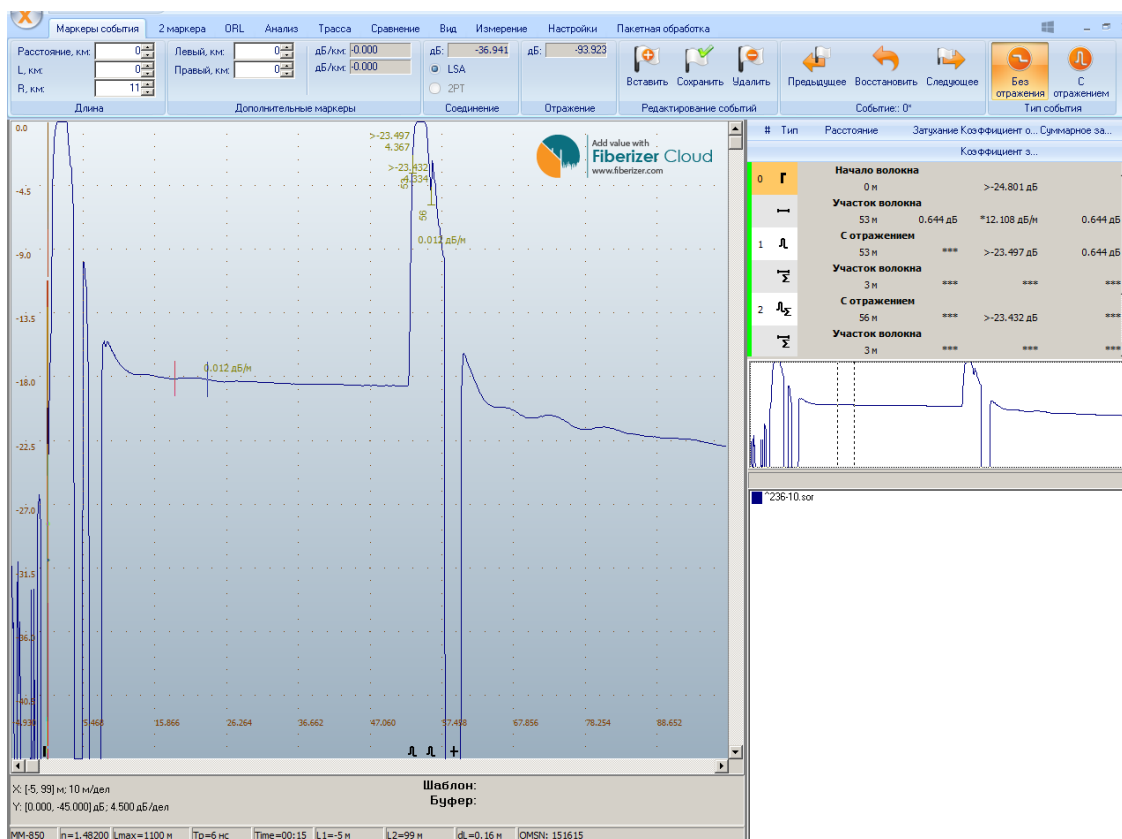 Маркеры события 2 маркера ORL Анализ Трасса Сравнение Вид Измерение Настройки Пакетная обработка
Расстояние, км: 0 Левый, км: 0 дБ/км: -0.000 дБ: -36.941 дБ: -93.923
L, км: 0 Правый, км: 0 дБ/км: -0.000 LSA
R, км: 11 2PT
Вставить Сохранить Удалить Предыдущее Восстановить Следующее Без отражения С отражением
Длина Дополнительные маркеры Соединение Отражение Редактирование событий Событие:: 0* Тип события
0.0
-4.5
-9.0
-13.5
-18.0
-22.5
-27.0
-31.5
>-23.497
4.367
>-23.432
4.334
53
56
0.012 дБ/м
0.012 дБ/м
Add value with
Fiberizer Cloud
www.fiberizer.com
5.468 15.866 26.264 36.662 47.060 57.458 67.856 78.254 88.652
X: [-5, 99] м; 10 м/дел
Y: [0.000, -45.000] дБ; 4.500 дБ/дел
Шаблон:
Буфер:
MM-850 n=1.48200 Lmax=1100 м Tp=6 нс Time=00:15 L1=-5 м L2=99 м dL=0.16 м OMSN: 151615
# Тип Расстояние Затухание Коэффициент о... Суммарное за...
Коэффициент з...
Начало волокна
0 0 м >-24.801 дБ
Участок волокна
53 м 0.644 дБ *12.108 дБ/м 0.644 дБ
С отражением
1 53 м *** >-23.497 дБ 0.644 дБ
Участок волокна
3 м *** *** ***
С отражением
2 56 м *** >-23.432 дБ ***
Участок волокна
3 м *** *** ***
^236-10.sor